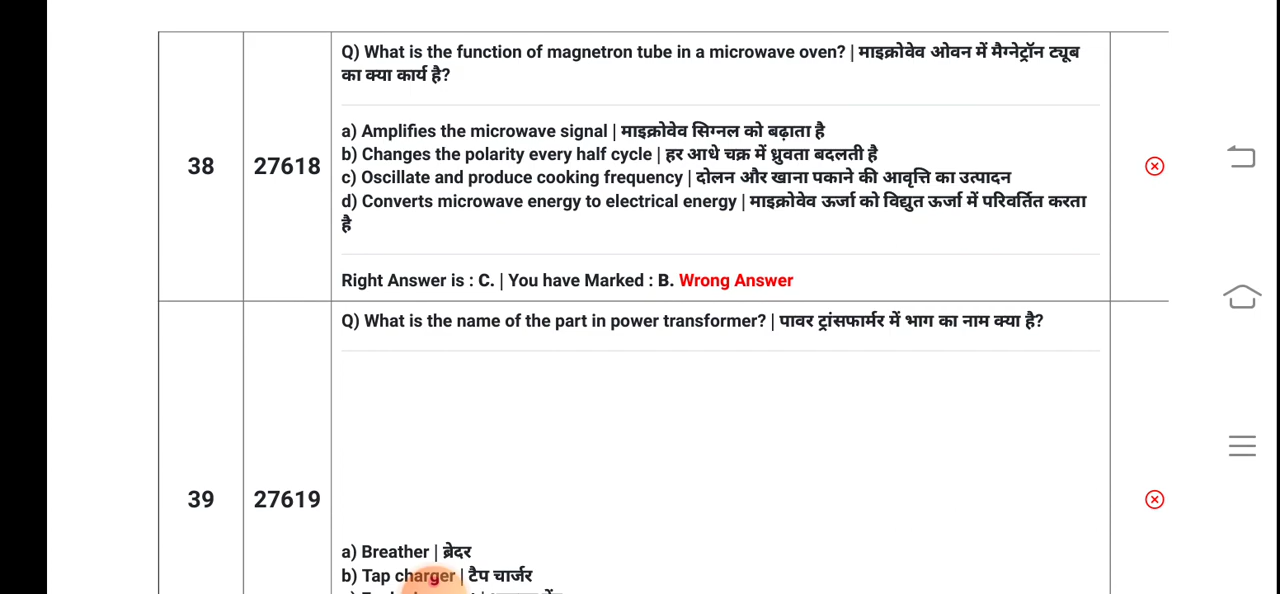 Q) What is the function of magnetron tube in a microwave oven? | माइक्रोवेव ओवन में मैग्नेट्रॉन ट्यूब
का क्या कार्य है?
38
27618
a) Amplifies the microwave signal | माइक्रोवेव सिग्नल को बढ़ाता है
b) Changes the polarity every half cycle | हर आधे चक्र में ध्रुवता बदलती है
c) Oscillate and produce cooking frequency | दोलन और खाना पकाने की आवृत्ति का उत्पादन
d) Converts microwave energy to electrical energy | माइक्रोवेव ऊर्जा को विद्युत ऊर्जा में परिवर्तित करता
है
Right Answer is : C. | You have Marked : B. Wrong Answer
Q) What is the name of the part in power transformer? | पावर ट्रांसफार्मर में भाग का नाम क्या है?
39
27619
a) Breather | ब्रेदर
b) Tap charger | टैप चार्जर